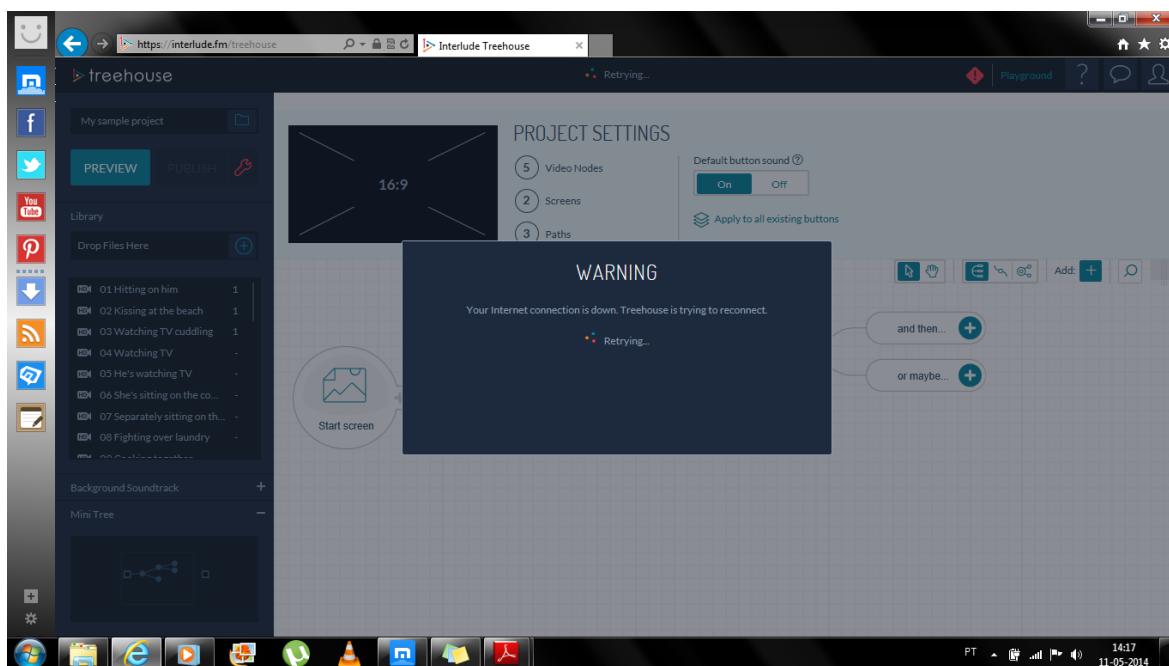 https://interlude.fm/treehouse
Interlude Treehouse
treehouse
Retrying...
Playground
?
My sample project
PREVIEW
PUBLISH
Library
Drop Files Here
01 Hitting on him 1
02 Kissing at the beach 1
03 Watching TV cuddling 1
04 Watching TV -
05 He's watching TV -
06 She's sitting on the co... -
07 Separately sitting on th... -
08 Fighting over laundry -
09 Cooking together
Background Soundtrack
Mini Tree
16:9
PROJECT SETTINGS
5 Video Nodes
2 Screens
3 Paths
Default button sound ?
On Off
Apply to all existing buttons
Add:
WARNING
Your Internet connection is down. Treehouse is trying to reconnect.
Retrying...
Start screen
and then...
or maybe...
You
Tube
PT
14:17
11-05-2014